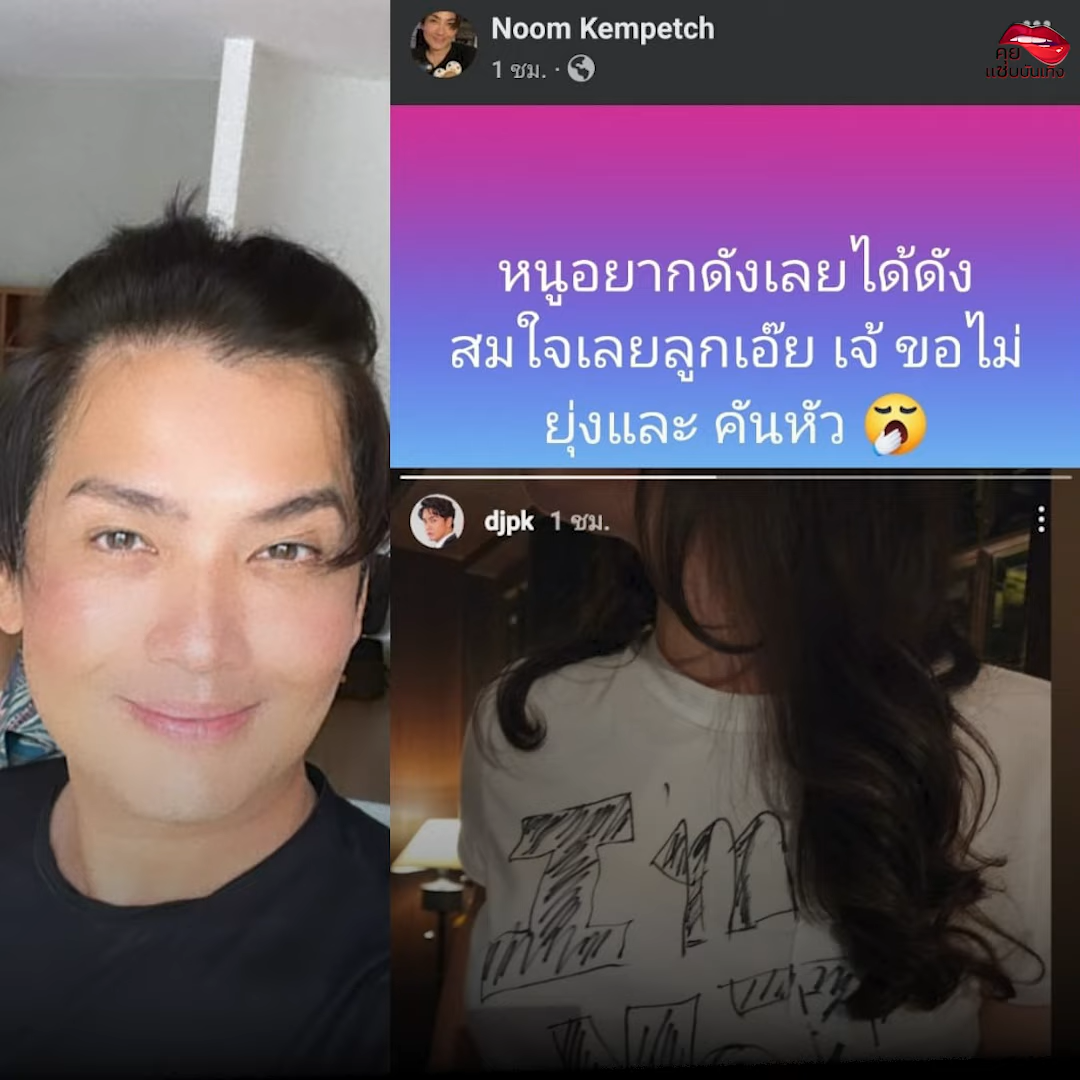 Noom Kempetch
1 ชม. ·
คุย
แซ่บบันเทิง
หนูอยากดังเลยได้ดัง
สมใจเลยลูกเอ๊ย เจ้ ขอไม่
ยุ่งและ คันหัว
djpk 1 ชม.
I'm